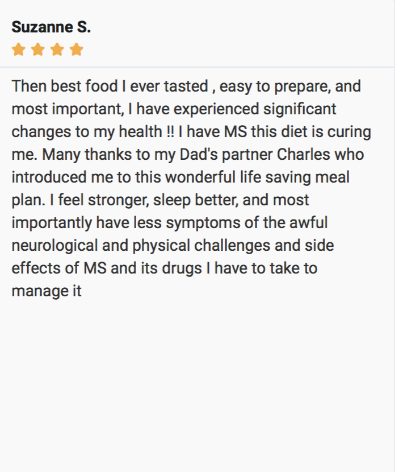 Suzanne S.
Then best food I ever tasted , easy to prepare, and
most important, I have experienced significant
changes to my health !! I have MS this diet is curing
me. Many thanks to my Dad's partner Charles who
introduced me to this wonderful life saving meal
plan. I feel stronger, sleep better, and most
importantly have less symptoms of the awful
neurological and physical challenges and side
effects of MS and its drugs I have to take to
manage it